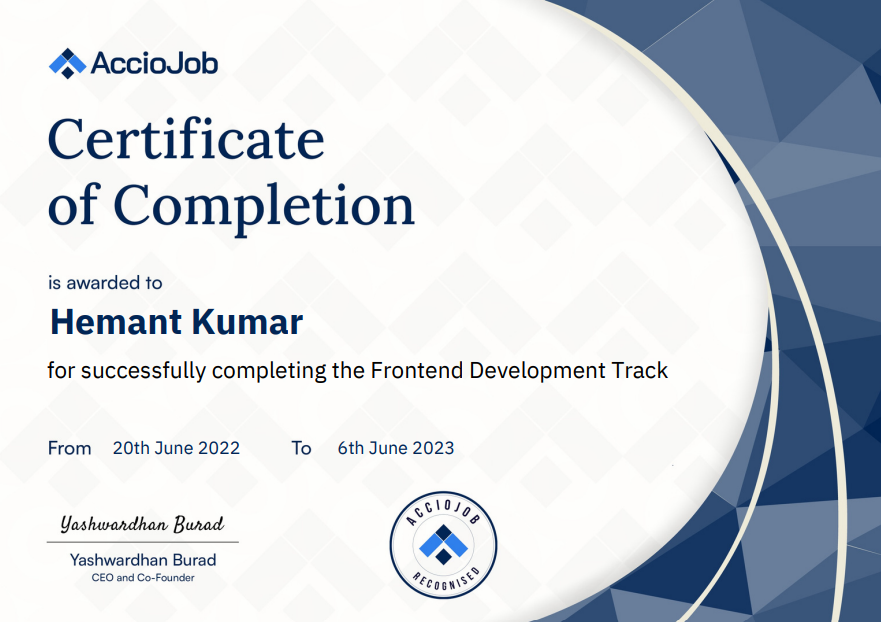 AccioJob
Certificate
of Completion
is awarded to
Hemant Kumar
for successfully completing the Frontend Development Track
From 20th June 2022 To 6th June 2023
Yashwardhan Burad
Yashwardhan Burad
CEO and Co-Founder
ACCIOJOB
RECOGNISED